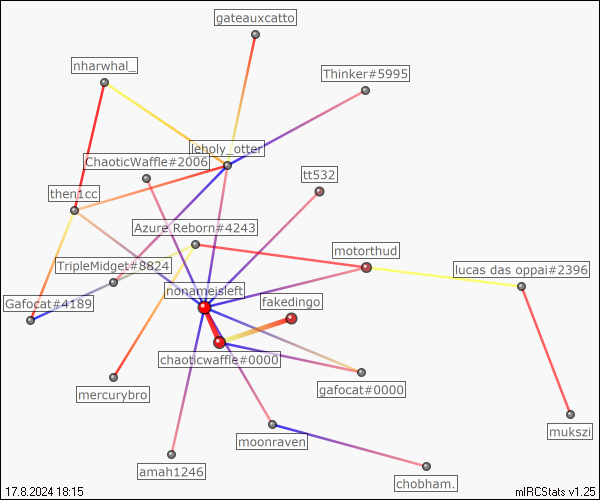 gateauxcatto
nharwhal_
Thinker#5995
leholy_otter
ChaoticWaffle#2006
tt532
then1cc
Azure Reborn#4243
motorthud
TripleMidget#8824
lucas das oppai#2396
nonameisleft
Gafocat#4189
fakedingo
chaoticwaffle#0000
gafocat#0000
mercurybro
mukszi
moonraven
amah1246
chobham.
17.8.2024 18:15
mIRCStats v1.25